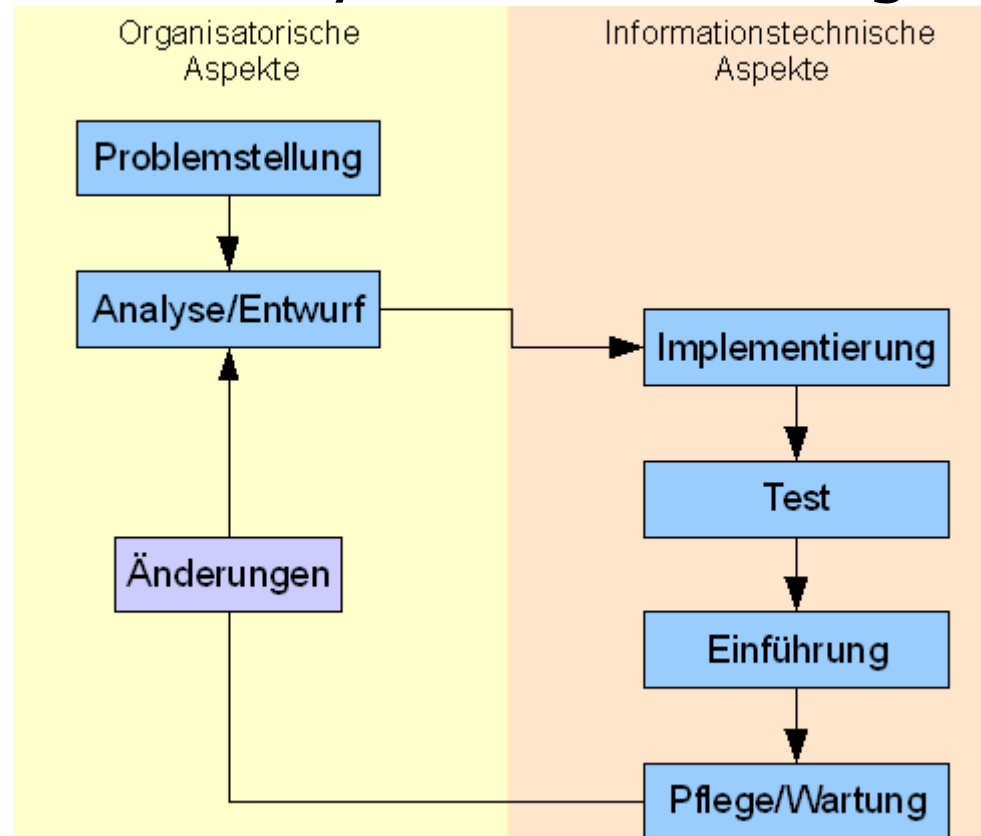 Organisatorische
Aspekte
Informationstechnische
Aspekte
Problemstellung
Analyse/Entwurf
Implementierung
Test
Änderungen
Einführung
Pflege/Wartung